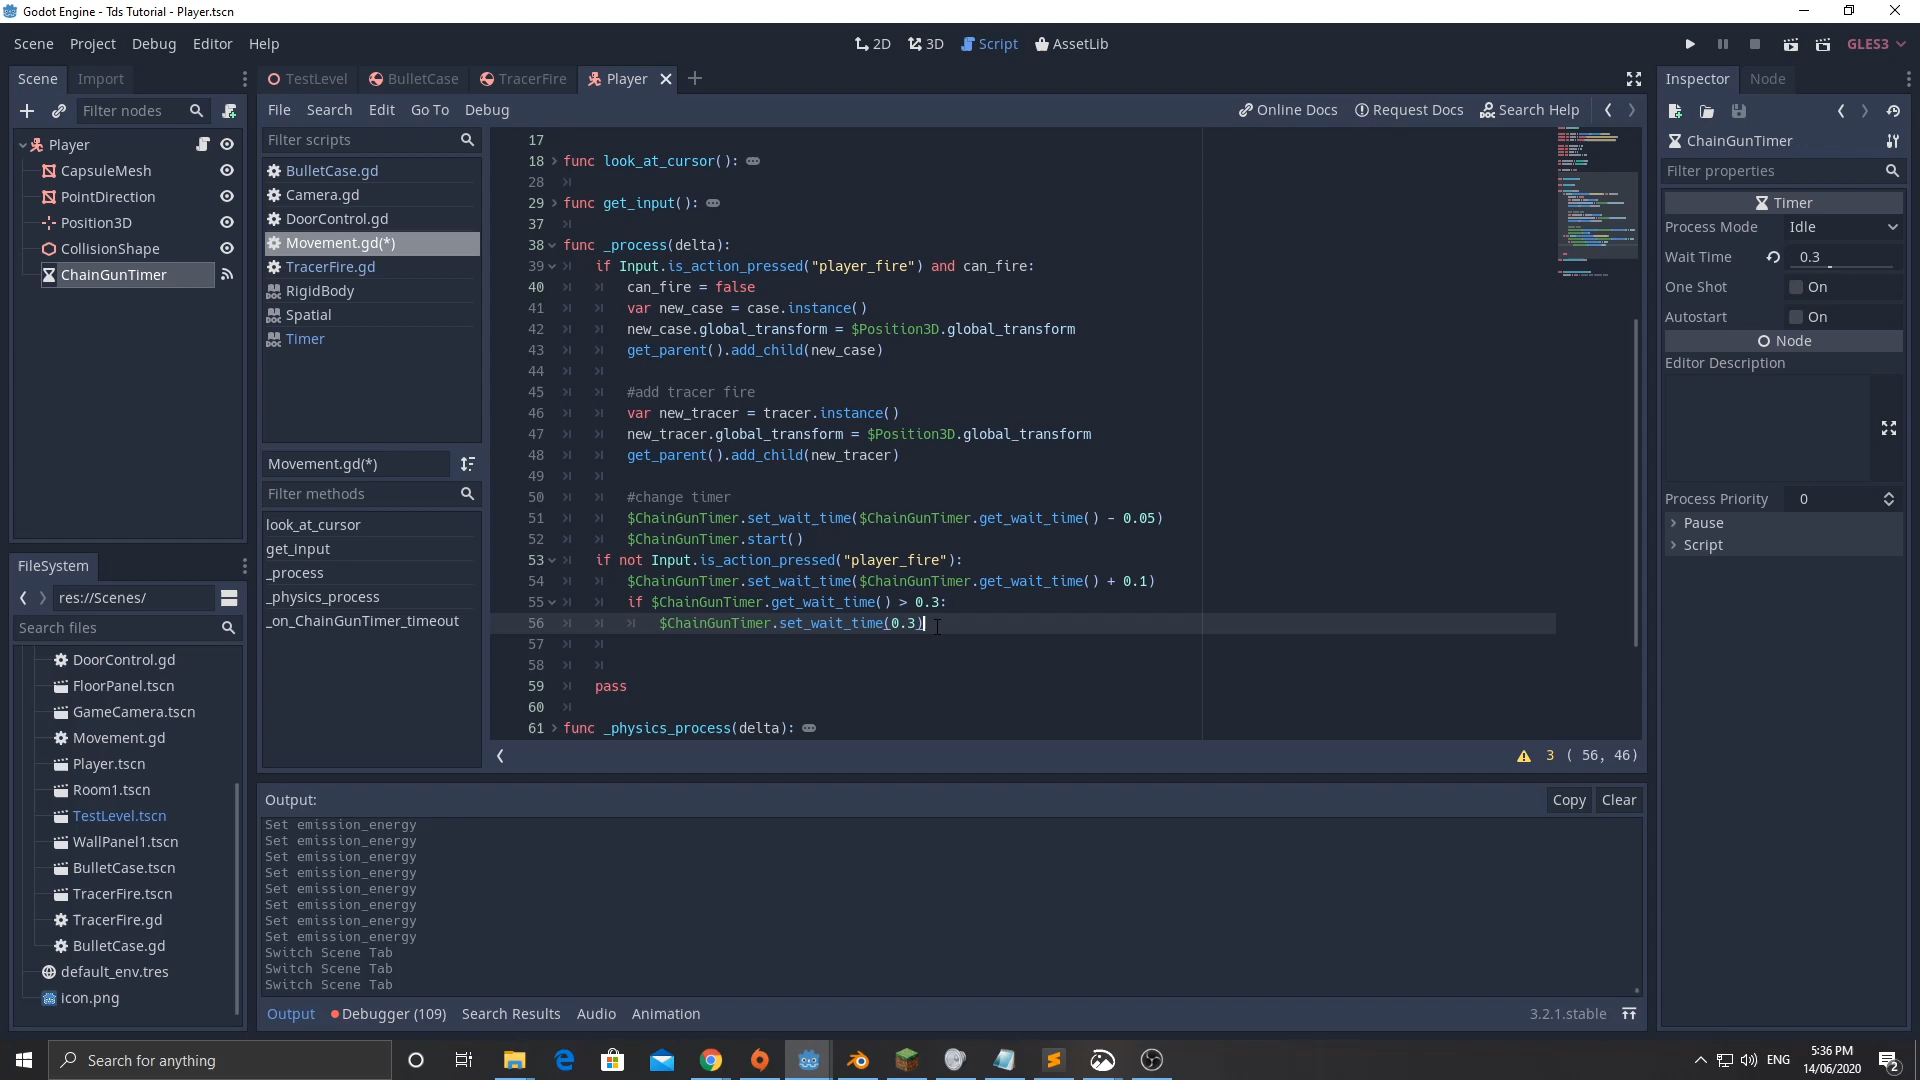 Godot Engine - Tds Tutorial - Player.tscn
Scene Project Debug Editor Help
2D 3D Script AssetLib
GLES3
Scene Import
Filter nodes
Player
CapsuleMesh
PointDirection
Position3D
CollisionShape
ChainGunTimer
FileSystem
res://Scenes/
Search files
DoorControl.gd
FloorPanel.tscn
GameCamera.tscn
Movement.gd
Player.tscn
Room1.tscn
TestLevel.tscn
WallPanel1.tscn
BulletCase.tscn
TracerFire.tscn
TracerFire.gd
BulletCase.gd
default_env.tres
icon.png
TestLevel BulletCase TracerFire Player
File Search Edit Go To Debug
Online Docs Request Docs Search Help
Filter scripts
BulletCase.gd
Camera.gd
DoorControl.gd
Movement.gd(*)
TracerFire.gd
RigidBody
Spatial
Timer
Movement.gd(*)
Filter methods
look_at_cursor
get_input
_process
_physics_process
_on_ChainGunTimer_timeout
17
18 func look_at_cursor():
28
29 func get_input():
37
38 func _process(delta):
39 if Input.is_action_pressed("player_fire") and can_fire:
40 can_fire = false
41 var new_case = case.instance()
42 new_case.global_transform = $Position3D.global_transform
43 get_parent().add_child(new_case)
44
45 #add tracer fire
46 var new_tracer = tracer.instance()
47 new_tracer.global_transform = $Position3D.global_transform
48 get_parent().add_child(new_tracer)
49
50 #change timer
51 $ChainGunTimer.set_wait_time($ChainGunTimer.get_wait_time() - 0.05)
52 $ChainGunTimer.start()
53 if not Input.is_action_pressed("player_fire"):
54 $ChainGunTimer.set_wait_time($ChainGunTimer.get_wait_time() + 0.1)
55 if $ChainGunTimer.get_wait_time() > 0.3:
56 $ChainGunTimer.set_wait_time(0.3)
57
58
59 pass
60
61 func _physics_process(delta):
3 ( 56, 46)
Output:
Copy Clear
Set emission_energy
Set emission_energy
Set emission_energy
Set emission_energy
Set emission_energy
Set emission_energy
Set emission_energy
Set emission_energy
Switch Scene Tab
Switch Scene Tab
Switch Scene Tab
Output Debugger (109) Search Results Audio Animation
3.2.1.stable
Inspector Node
ChainGunTimer
Filter properties
Timer
Process Mode Idle
Wait Time 0.3
One Shot On
Autostart On
Node
Editor Description
Process Priority 0
Pause
Script
Search for anything
ENG
5:36 PM
14/06/2020
2